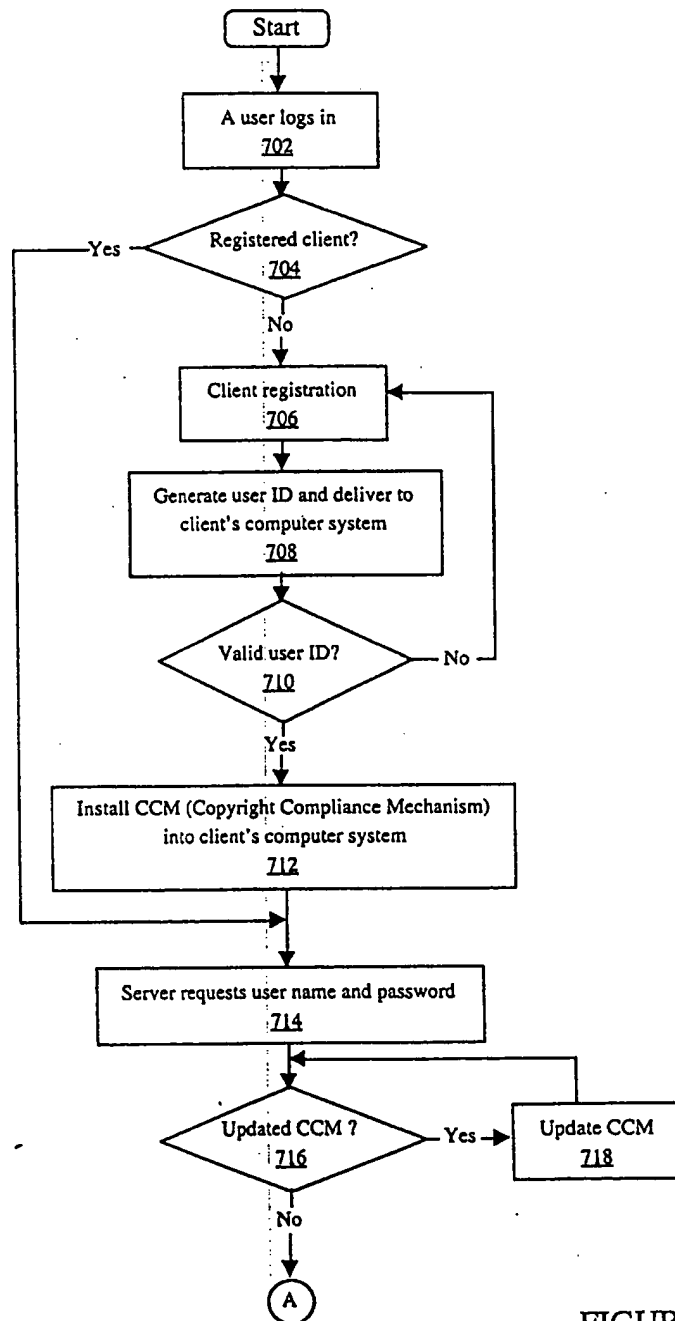 Start
A user logs in
702
Registered client?
704
Yes
No
Client registration
706
Generate user ID and deliver to
client's computer system
708
Valid user ID?
710
No
Yes
Install CCM (Copyright Compliance Mechanism)
into client's computer system
712
Server requests user name and password
714
Updated CCM ?
716
Yes
Update CCM
718
No
A